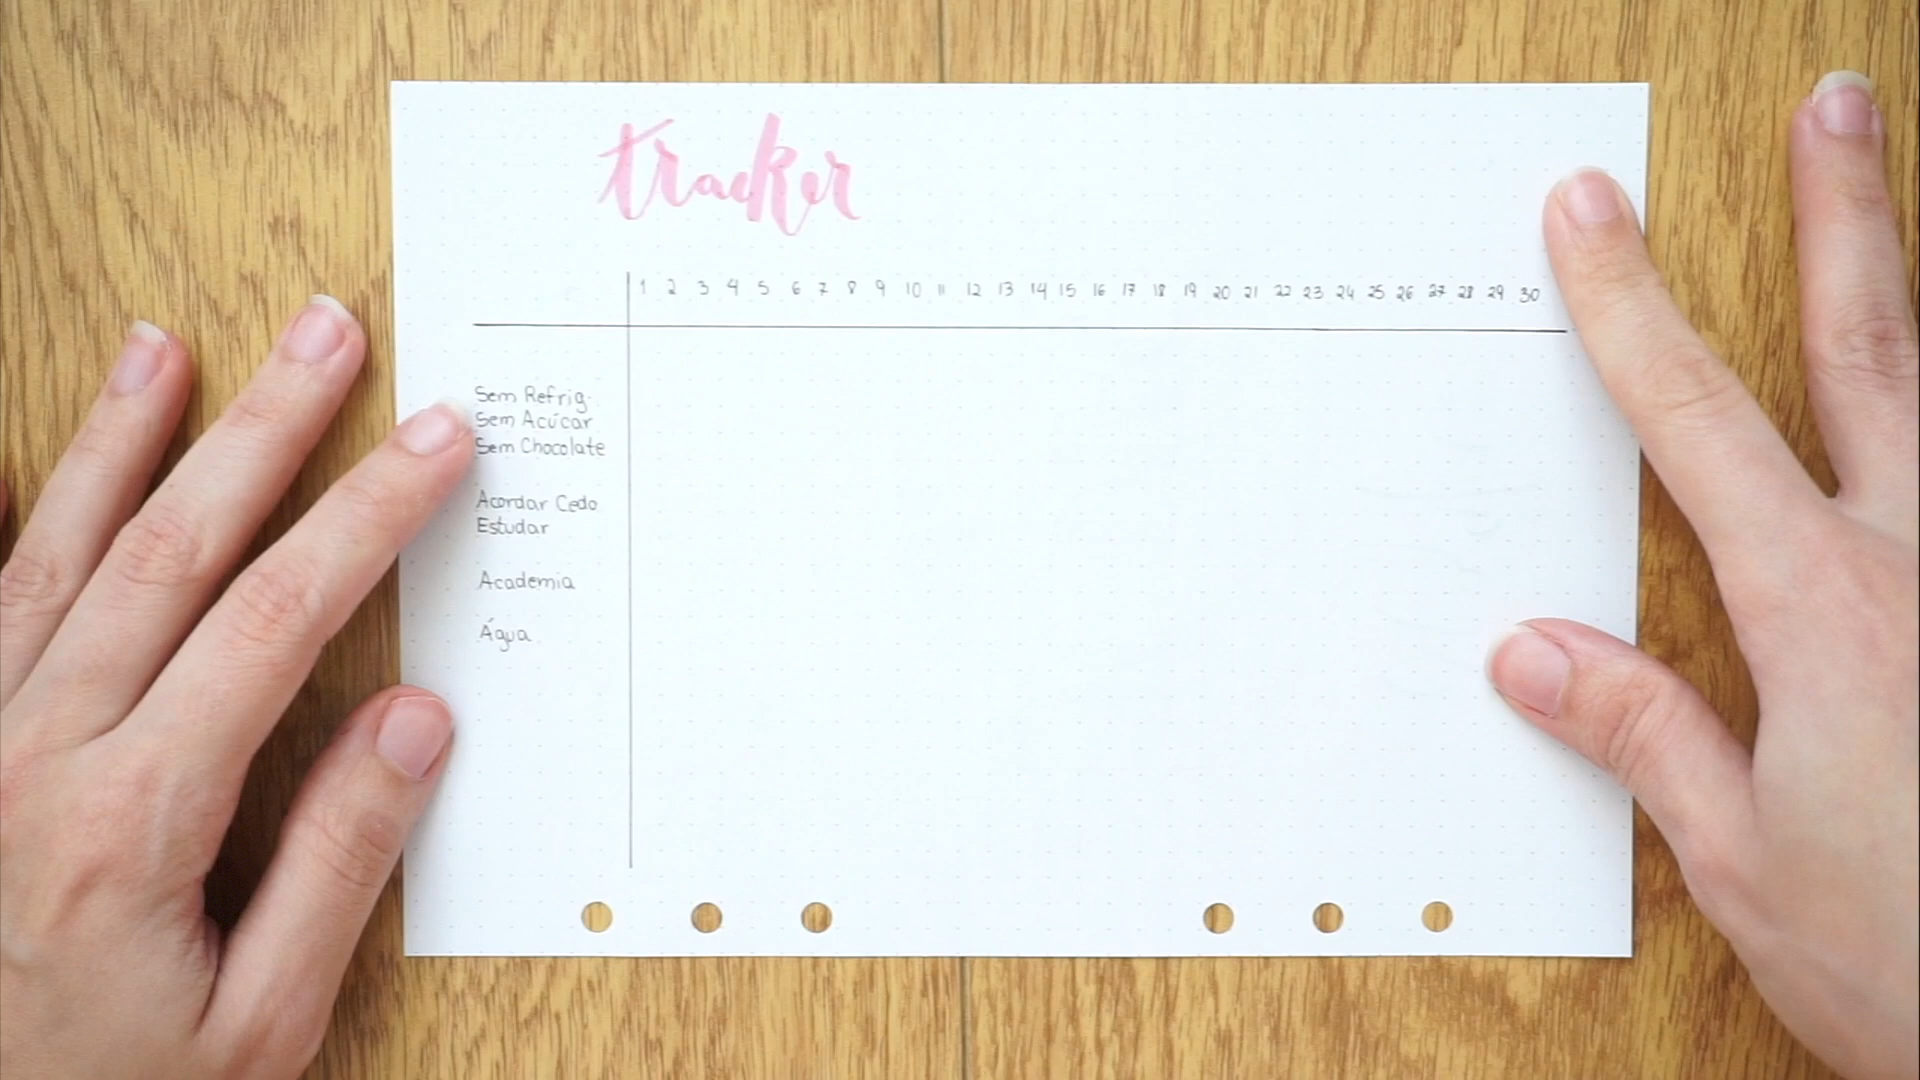 tracker
1 2 3 4 5 6 7 8 9 10 11 12 13 14 15 16 17 18 19 20 21 22 23 24 25 26 27 28 29 30
Sem Refrig.
Sem Acúcar
Sem Chocolate
Acordar Cedo
Estudar
Academia
Água